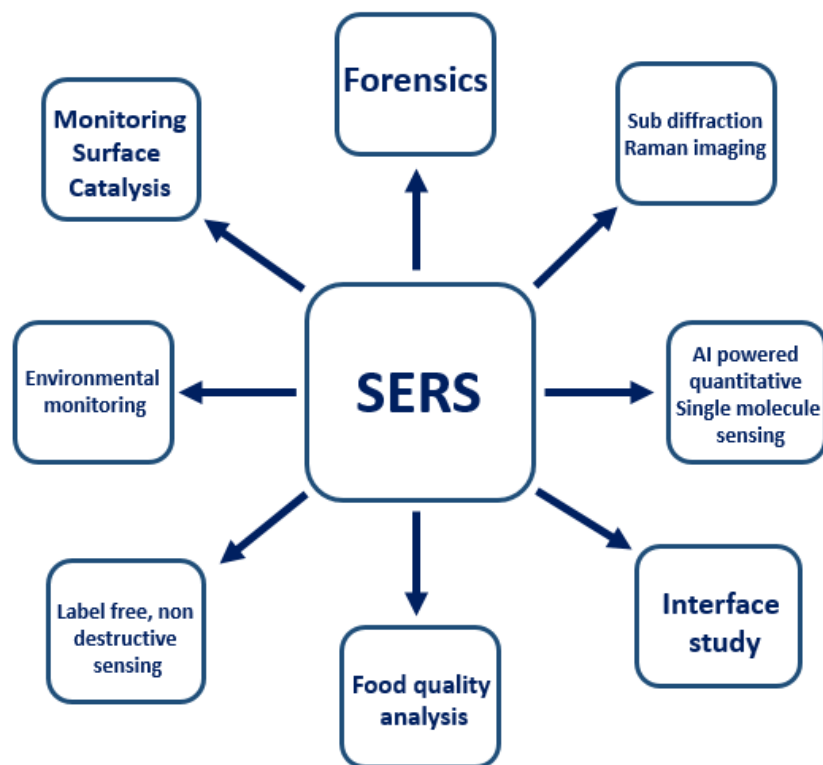 Forensics
Monitoring
Surface
Catalysis
Sub diffraction
Raman imaging
SERS
Environmental
monitoring
AI powered
quantitative
Single molecule
sensing
Label free, non
destructive
sensing
Food quality
analysis
Interface
study